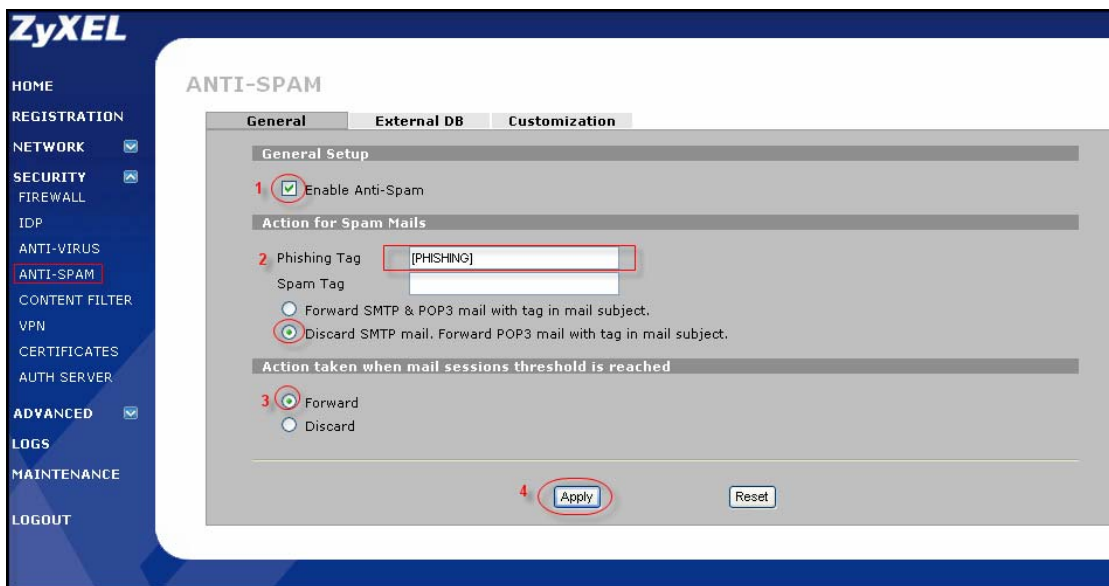 ZyXEL
HOME
REGISTRATION
NETWORK
SECURITY
FIREWALL
IDP
ANTI-VIRUS
ANTI-SPAM
CONTENT FILTER
VPN
CERTIFICATES
AUTH SERVER
ADVANCED
LOGS
MAINTENANCE
LOGOUT
ANTI-SPAM
General External DB Customization
General Setup
1 Enable Anti-Spam
Action for Spam Mails
2 Phishing Tag [PHISHING]
Spam Tag
Forward SMTP & POP3 mail with tag in mail subject.
Discard SMTP mail. Forward POP3 mail with tag in mail subject.
Action taken when mail sessions threshold is reached
3 Forward
Discard
4 Apply Reset